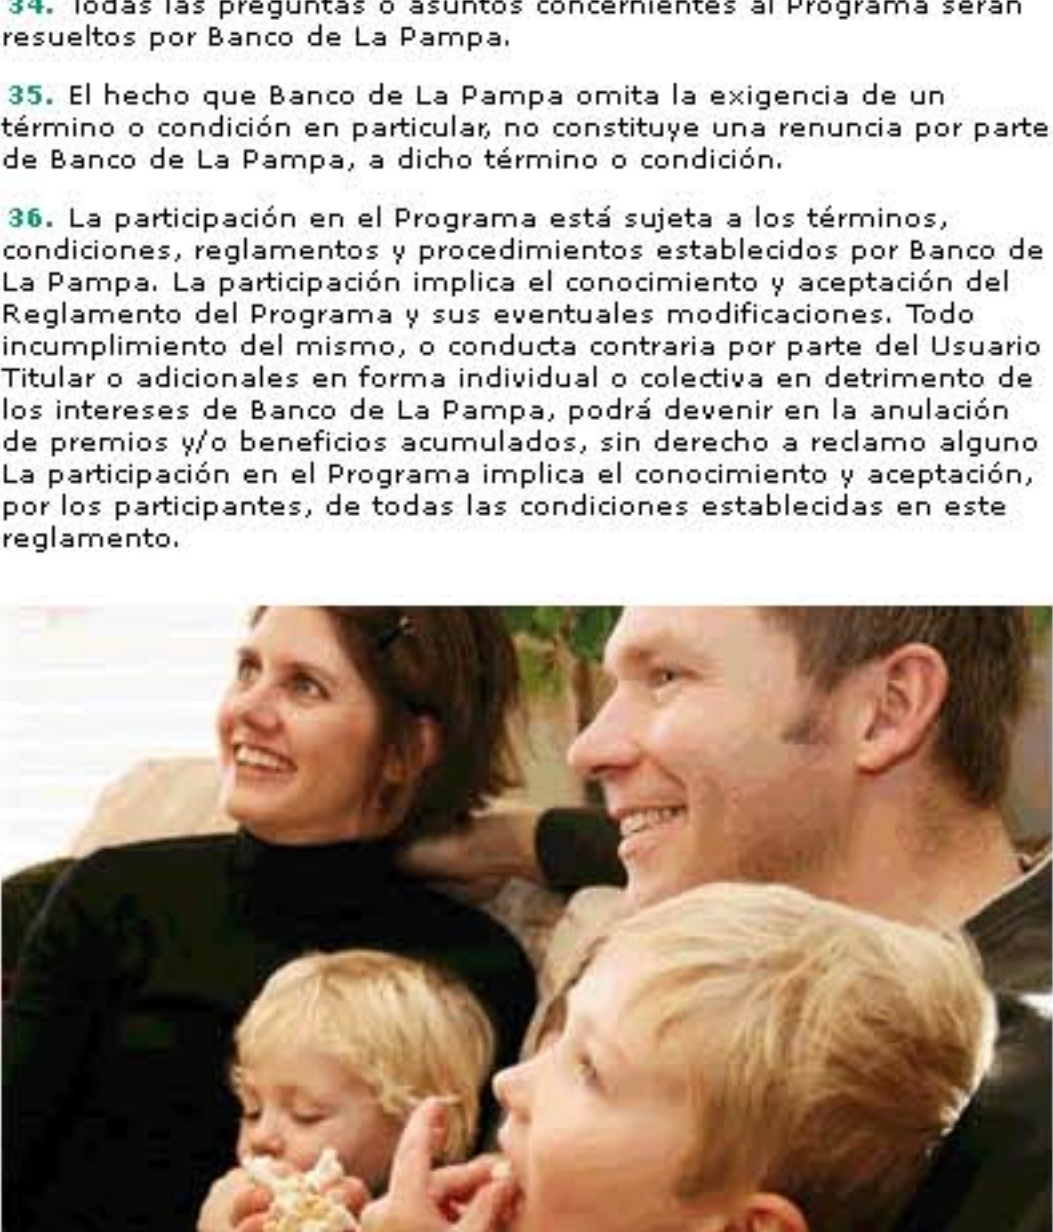 34. Todas las preguntas o asuntos concernientes al Programa serán
resueltos por Banco de La Pampa.
35. El hecho que Banco de La Pampa omita la exigencia de un
término o condición en particular, no constituye una renuncia por parte
de Banco de La Pampa, a dicho término o condición.
36. La participación en el Programa está sujeta a los términos,
condiciones, reglamentos y procedimientos establecidos por Banco de
La Pampa. La participación implica el conocimiento y aceptación del
Reglamento del Programa y sus eventuales modificaciones. Todo
incumplimiento del mismo, o conducta contraria por parte del Usuario
Titular o adicionales en forma individual o colectiva en detrimento de
los intereses de Banco de La Pampa, podrá devenir en la anulación
de premios y/o beneficios acumulados, sin derecho a reclamo alguno
La participación en el Programa implica el conocimiento y aceptación,
por los participantes, de todas las condiciones establecidas en este
reglamento.